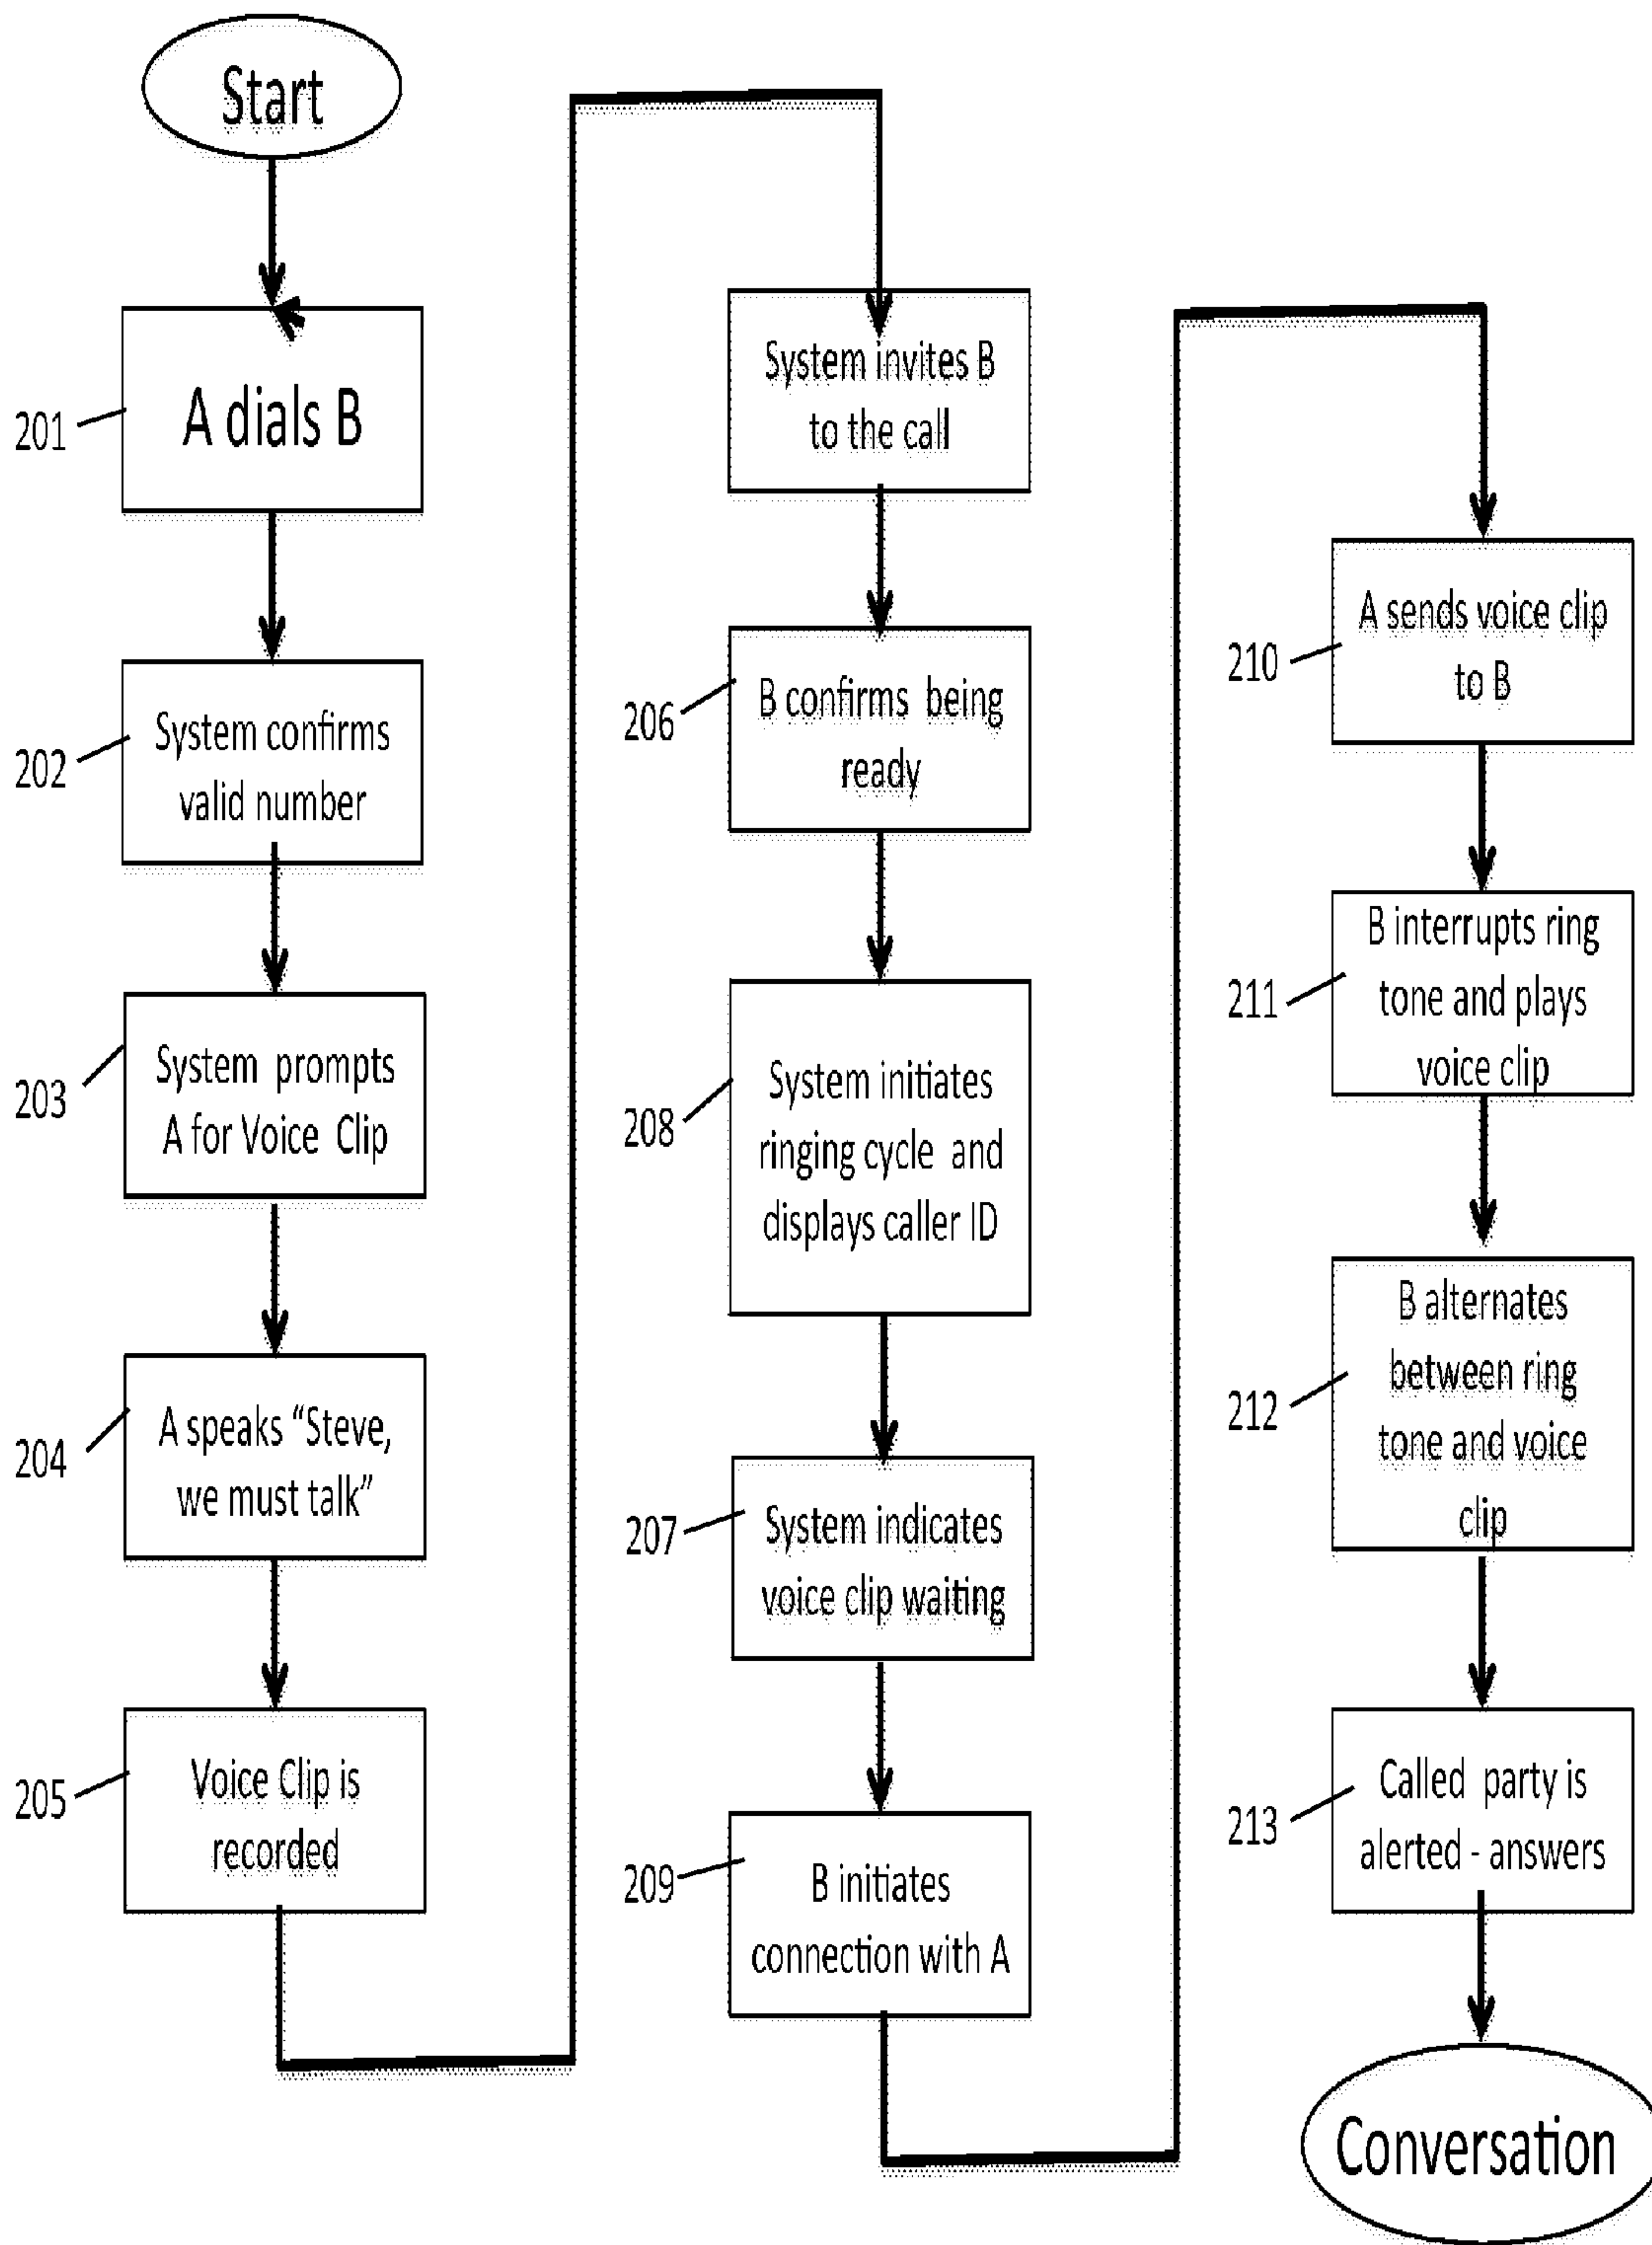 Start
201
A dials B
202
System confirms
valid number
203
System prompts
A for Voice Clip
204
A speaks “Steve,
we must talk”
205
Voice Clip is
recorded
System invites B
to the call
206
B confirms being
ready
208
System initiates
ringing cycle and
displays caller ID
207
System indicates
voice clip waiting
209
B initiates
connection with A
210
A sends voice clip
to B
211
B interrupts ring
tone and plays
voice clip
212
B alternates
between ring
tone and voice
clip
213
Called party is
alerted - answers
Conversation